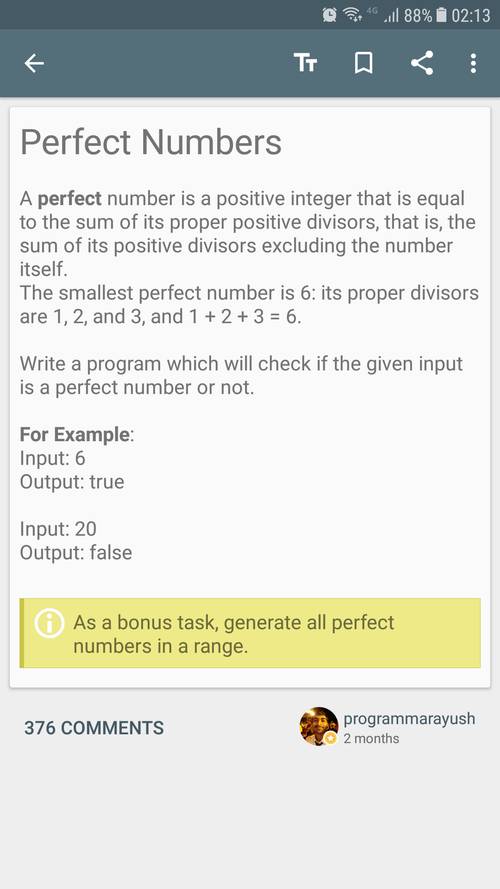 4G 88% 02:13
Perfect Numbers
A perfect number is a positive integer that is equal
to the sum of its proper positive divisors, that is, the
sum of its positive divisors excluding the number
itself.
The smallest perfect number is 6: its proper divisors
are 1, 2, and 3, and 1 + 2 + 3 = 6.
Write a program which will check if the given input
is a perfect number or not.
For Example:
Input: 6
Output: true
Input: 20
Output: false
As a bonus task, generate all perfect
numbers in a range.
376 COMMENTS
programmarayush
2 months